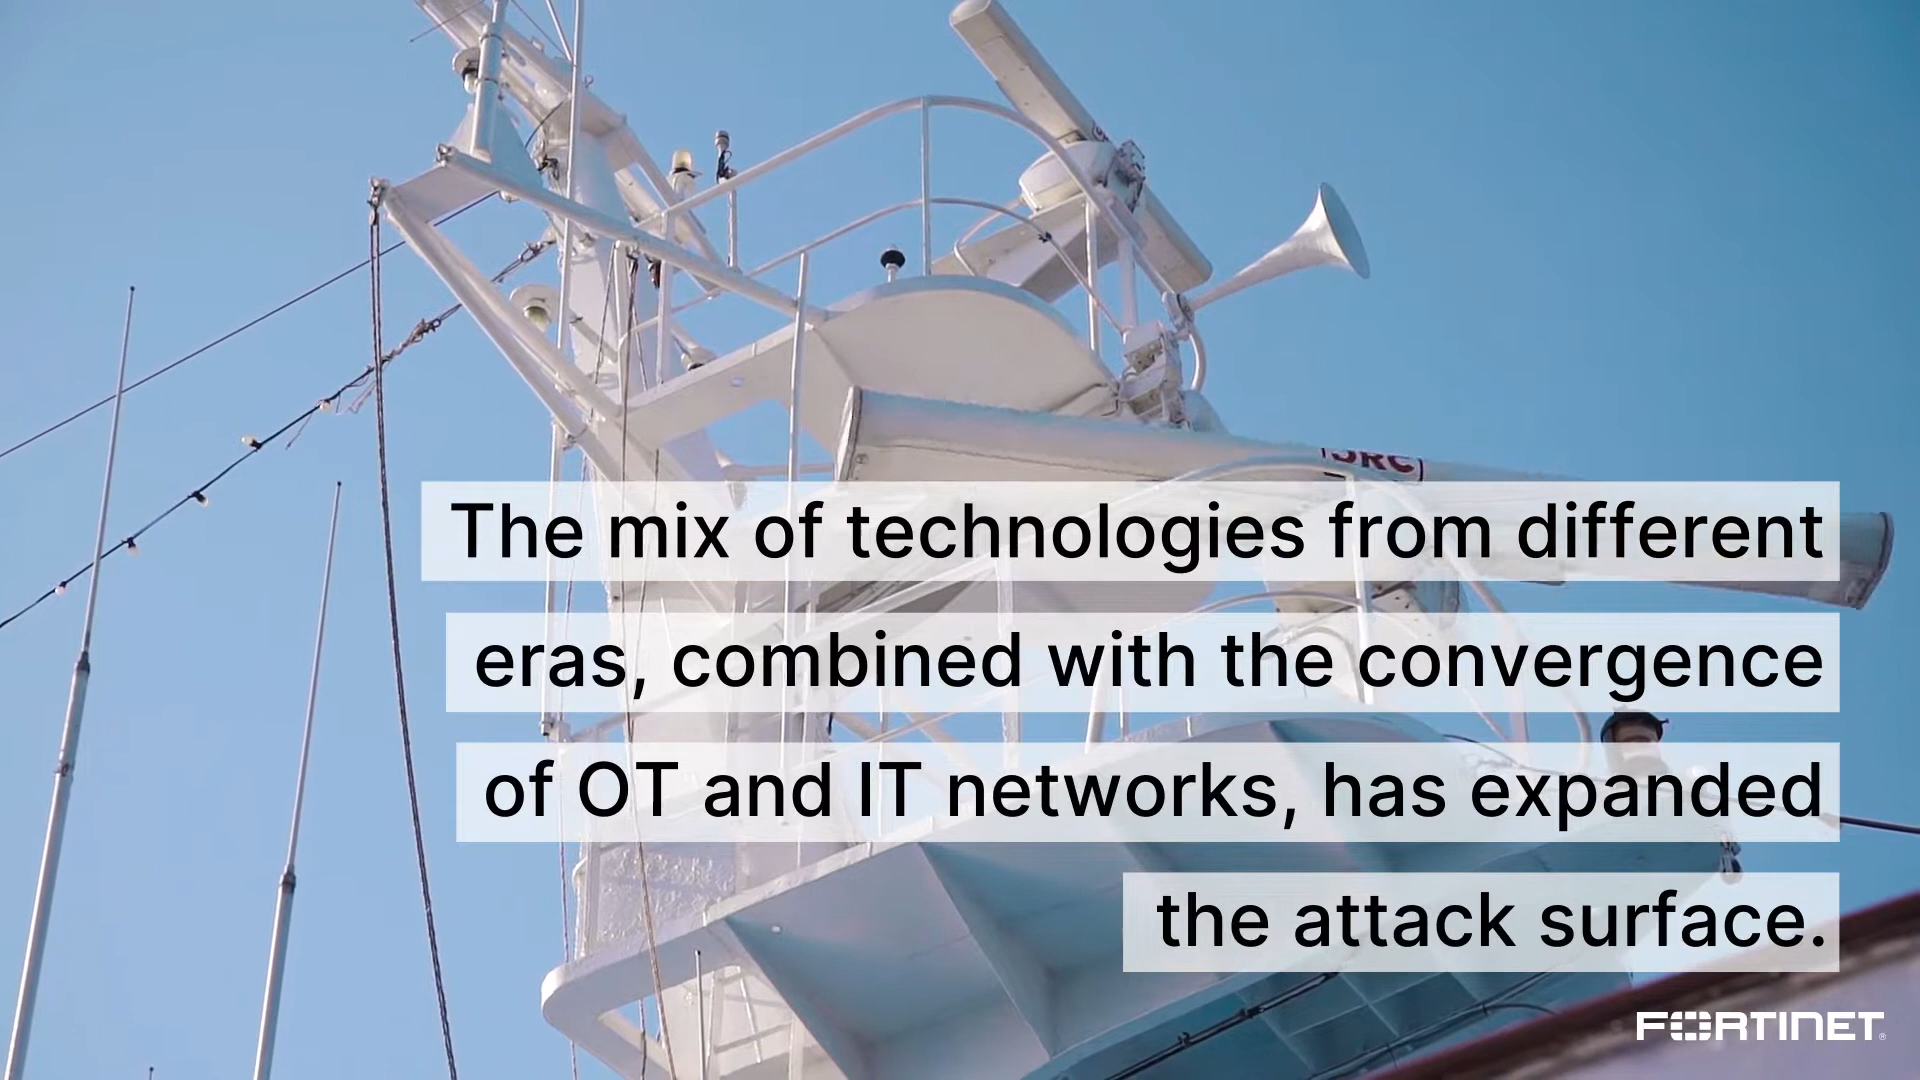 The mix of technologies from different
eras, combined with the convergence
of OT and IT networks, has expanded
the attack surface.
FORTINET